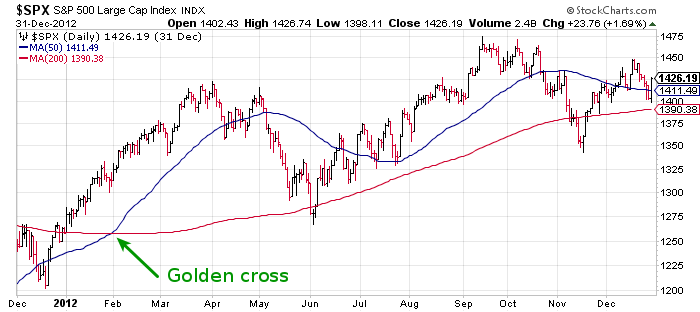 $SPX S&P 500 Large Cap Index INDX © StockCharts.com
31-Dec-2012 Open 1402.43 High 1426.74 Low 1398.11 Close 1426.19 Volume 2.4B Chg +23.76 (+1.69%)
$SPX (Daily) 1426.19 (31 Dec)
MA(50) 1411.49
MA(200) 1390.38
1475
1450
1426.19
1411.49
1400
1390.38
1375
1350
1325
1300
1275
1250
1225
1200
Golden cross
Dec 2012 Feb Mar Apr May Jun Jul Aug Sep Oct Nov Dec